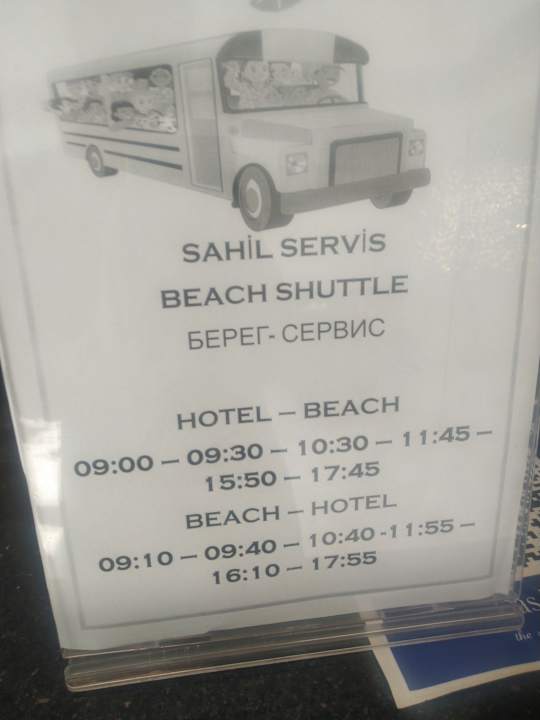 SAHİL SERVİS
BEACH SHUTTLE
БЕРЕГ- СЕРВИС
HOTEL – BEACH
09:00 – 09:30 – 10:30 – 11:45 –
15:50 – 17:45
BEACH – HOTEL
09:10 – 09:40 – 10:40 -11:55 –
16:10 – 17:55
the